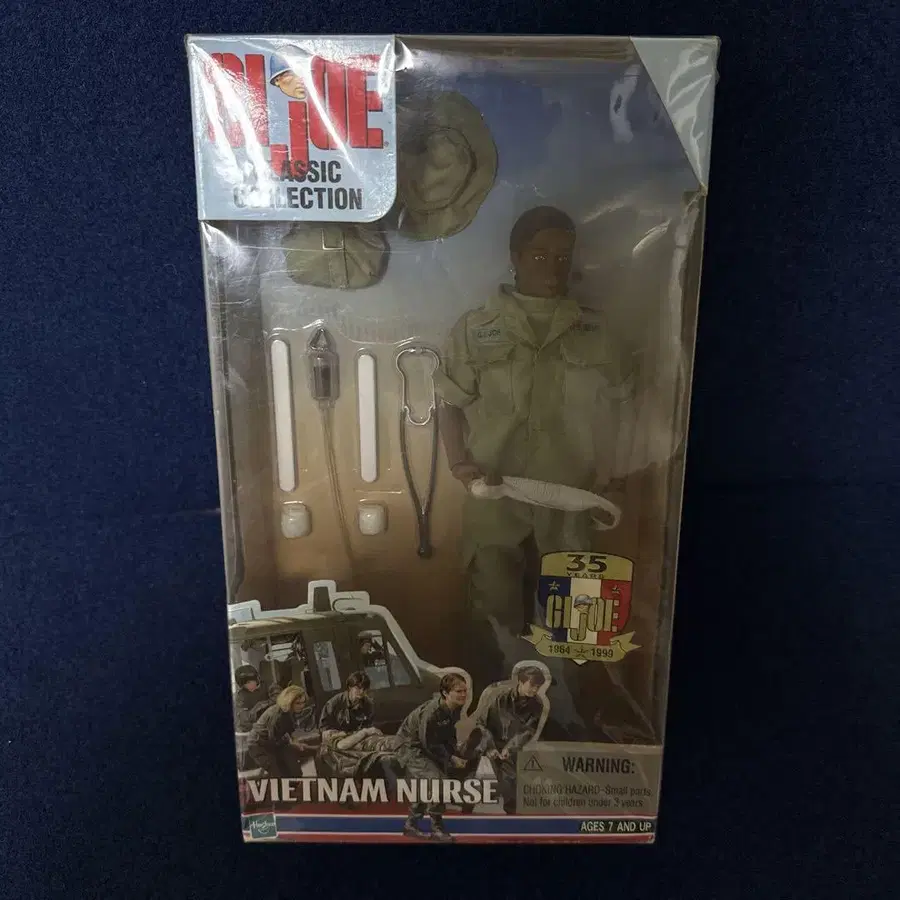 GI JOE
CLASSIC
COLLECTION
G.I. JOE
35
YEARS
GI JOE
1964 1999
VIETNAM NURSE
WARNING:
CHOKING HAZARD-Small parts
Not for children under 3 years.
Hasbro
AGES 7 AND UP